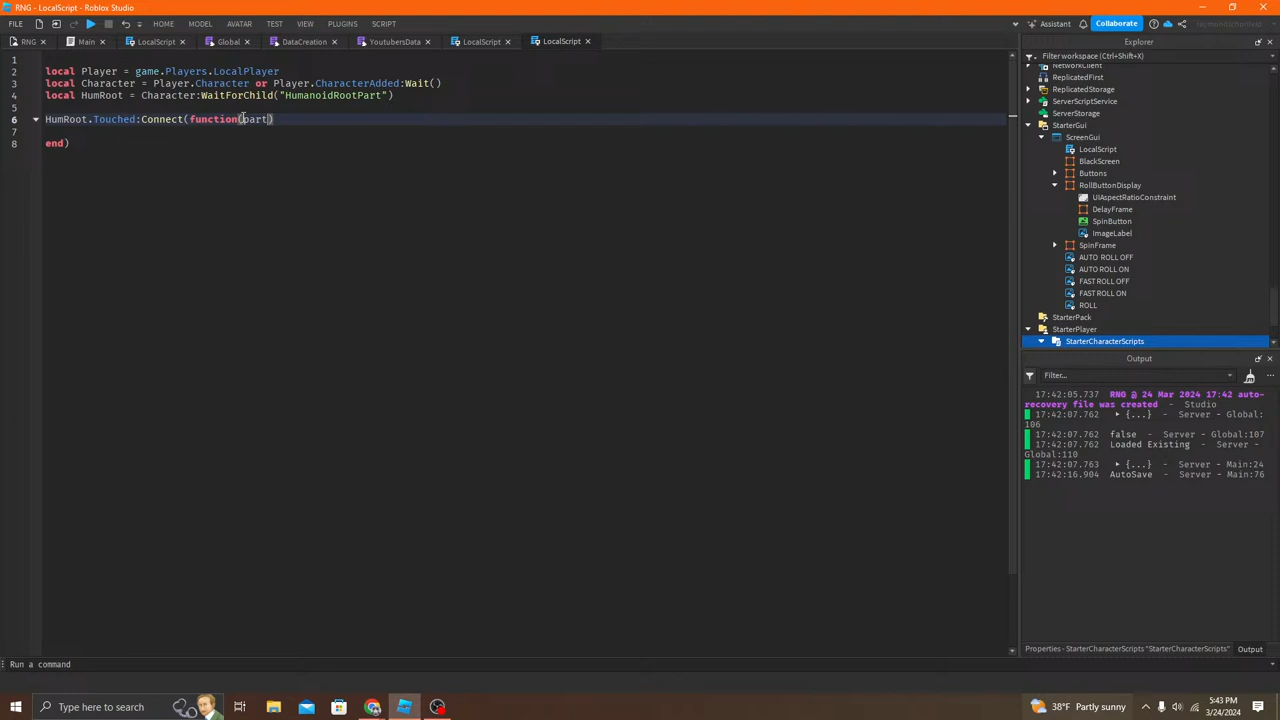 RNG - LocalScript - Roblox Studio
FILE HOME MODEL AVATAR TEST VIEW PLUGINS SCRIPT Assistant Collaborate
RNG Main LocalScript Global DataCreation YoutubersData LocalScript LocalScript
1
2 local Player = game.Players.LocalPlayer
3 local Character = Player.Character or Player.CharacterAdded:Wait()
4 local HumRoot = Character:WaitForChild("HumanoidRootPart")
5
6 HumRoot.Touched:Connect(function(part)
7
8 end)
Explorer
Filter workspace (Ctrl+Shift+X)
NetworkClient
ReplicatedFirst
ReplicatedStorage
ServerScriptService
ServerStorage
StarterGui
ScreenGui
LocalScript
BlackScreen
Buttons
RollButtonDisplay
UIAspectRatioConstraint
DelayFrame
SpinButton
ImageLabel
SpinFrame
AUTO ROLL OFF
AUTO ROLL ON
FAST ROLL OFF
FAST ROLL ON
ROLL
StarterPack
StarterPlayer
StarterCharacterScripts
Output
Filter...
17:42:05.737 RNG @ 24 Mar 2024 17:42 auto-
recovery file was created - Studio
17:42:07.762 ▸ {...} - Server - Global:
106
17:42:07.762 false - Server - Global:107
17:42:07.762 Loaded Existing - Server -
Global:110
17:42:07.763 ▸ {...} - Server - Main:24
17:42:16.904 AutoSave - Server - Main:76
Properties - StarterCharacterScripts "StarterCharacterScripts" Output
Run a command
Type here to search
38°F Partly sunny
5:43 PM
3/24/2024